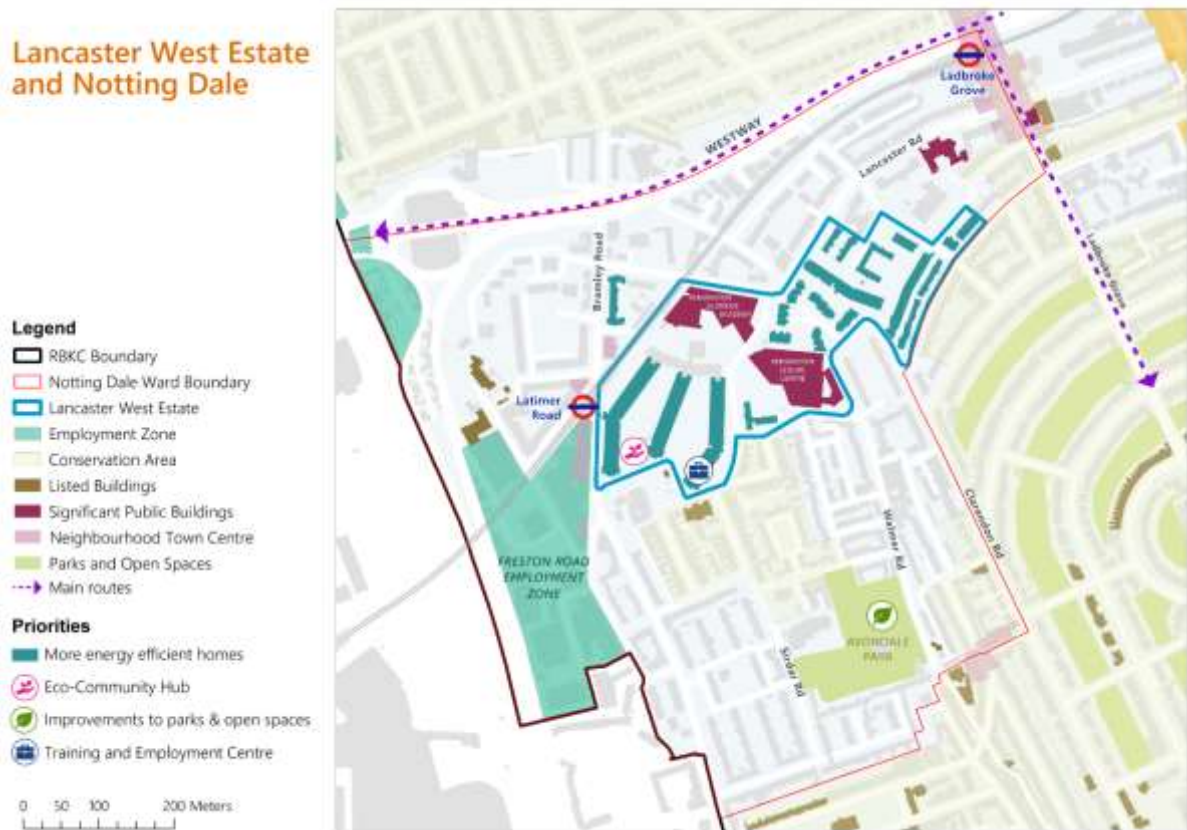 Lancaster West Estate
and Notting Dale
Legend
RBKC Boundary
Notting Dale Ward Boundary
Lancaster West Estate
Employment Zone
Conservation Area
Listed Buildings
Significant Public Buildings
Neighbourhood Town Centre
Parks and Open Spaces
Main routes
Priorities
More energy efficient homes
Eco-Community Hub
Improvements to parks & open spaces
Training and Employment Centre
0 50 100 200 Meters
Ladbroke
Grove
WESTWAY
Lancaster Rd
Bramley Road
Ladbroke Grove
KENSINGTON
LEISURE
CENTRE
Latimer
Road
Clarendon Rd
Walmer Rd
FRESTON ROAD
EMPLOYMENT
ZONE
AVONDALE
PARK
Sirdar Rd